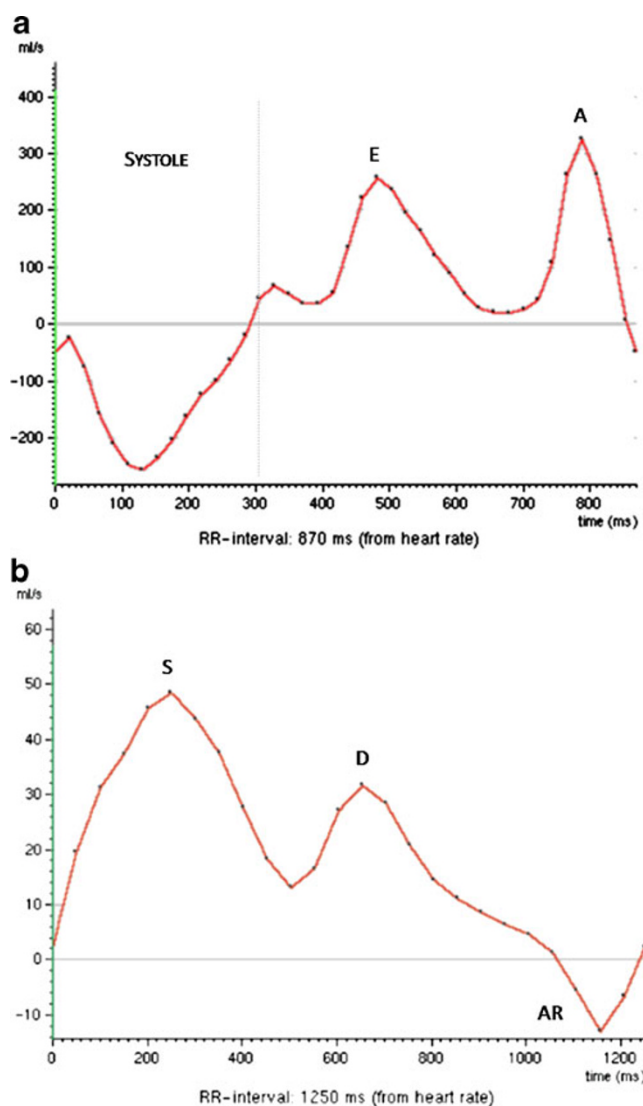 a
ml/s
400
300
200
100
0
-100
-200
SYSTOLE
E
A
0 100 200 300 400 500 600 700 800
time (ms)
RR-interval: 870 ms (from heart rate)
b
ml/s
60
50
40
30
20
10
0
-10
S
D
AR
0 200 400 600 800 1000 1200
time (ms)
RR-interval: 1250 ms (from heart rate)